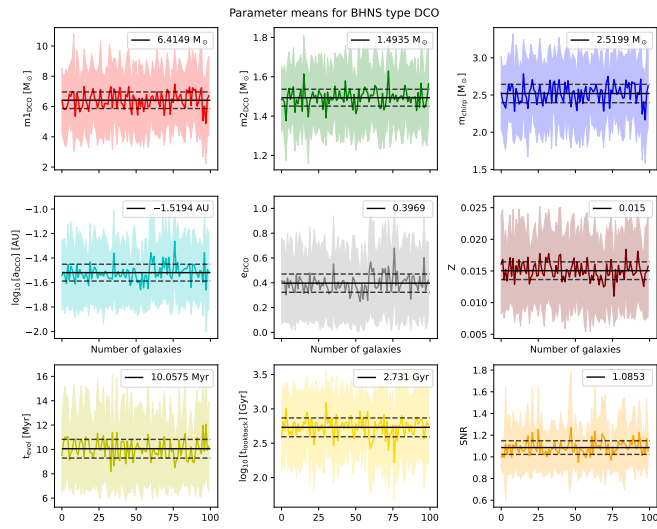 Parameter means for BHNS type DCO
6.4149 M⊙
m1DCO [M⊙]
10
8
6
4
2
1.4935 M⊙
m2DCO [M⊙]
1.8
1.6
1.4
1.2
2.5199 M⊙
mchirp [M⊙]
3.0
2.5
2.0
1.5
−1.5194 AU
log10[aDCO] [AU]
−1.0
−1.2
−1.4
−1.6
−1.8
−2.0
Number of galaxies
0.3969
eDCO
1.0
0.8
0.6
0.4
0.2
0.0
Number of galaxies
0.015
Z
0.025
0.020
0.015
0.010
0.005
Number of galaxies
10.0575 Myr
tevol [Myr]
16
14
12
10
8
6
0 25 50 75 100
2.731 Gyr
log10 [tlookback] [Gyr]
3.5
3.0
2.5
2.0
0 25 50 75 100
1.0853
SNR
1.8
1.6
1.4
1.2
1.0
0.8
0.6
0 25 50 75 100